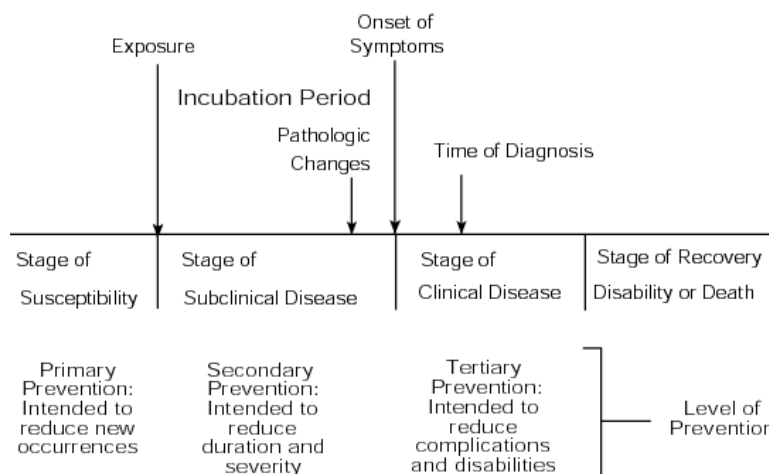 Onset of
Symptoms
Exposure
Incubation Period
Pathologic
Changes
Time of Diagnosis
Stage of
Susceptibility
Stage of
Subclinical Disease
Stage of
Clinical Disease
Stage of Recovery
Disability or Death
Primary
Prevention:
Intended to
reduce new
occurrences
Secondary
Prevention:
Intended to
reduce
duration and
severity
Tertiary
Prevention:
Intended to
reduce
complications
and disabilities
Level of
Prevention